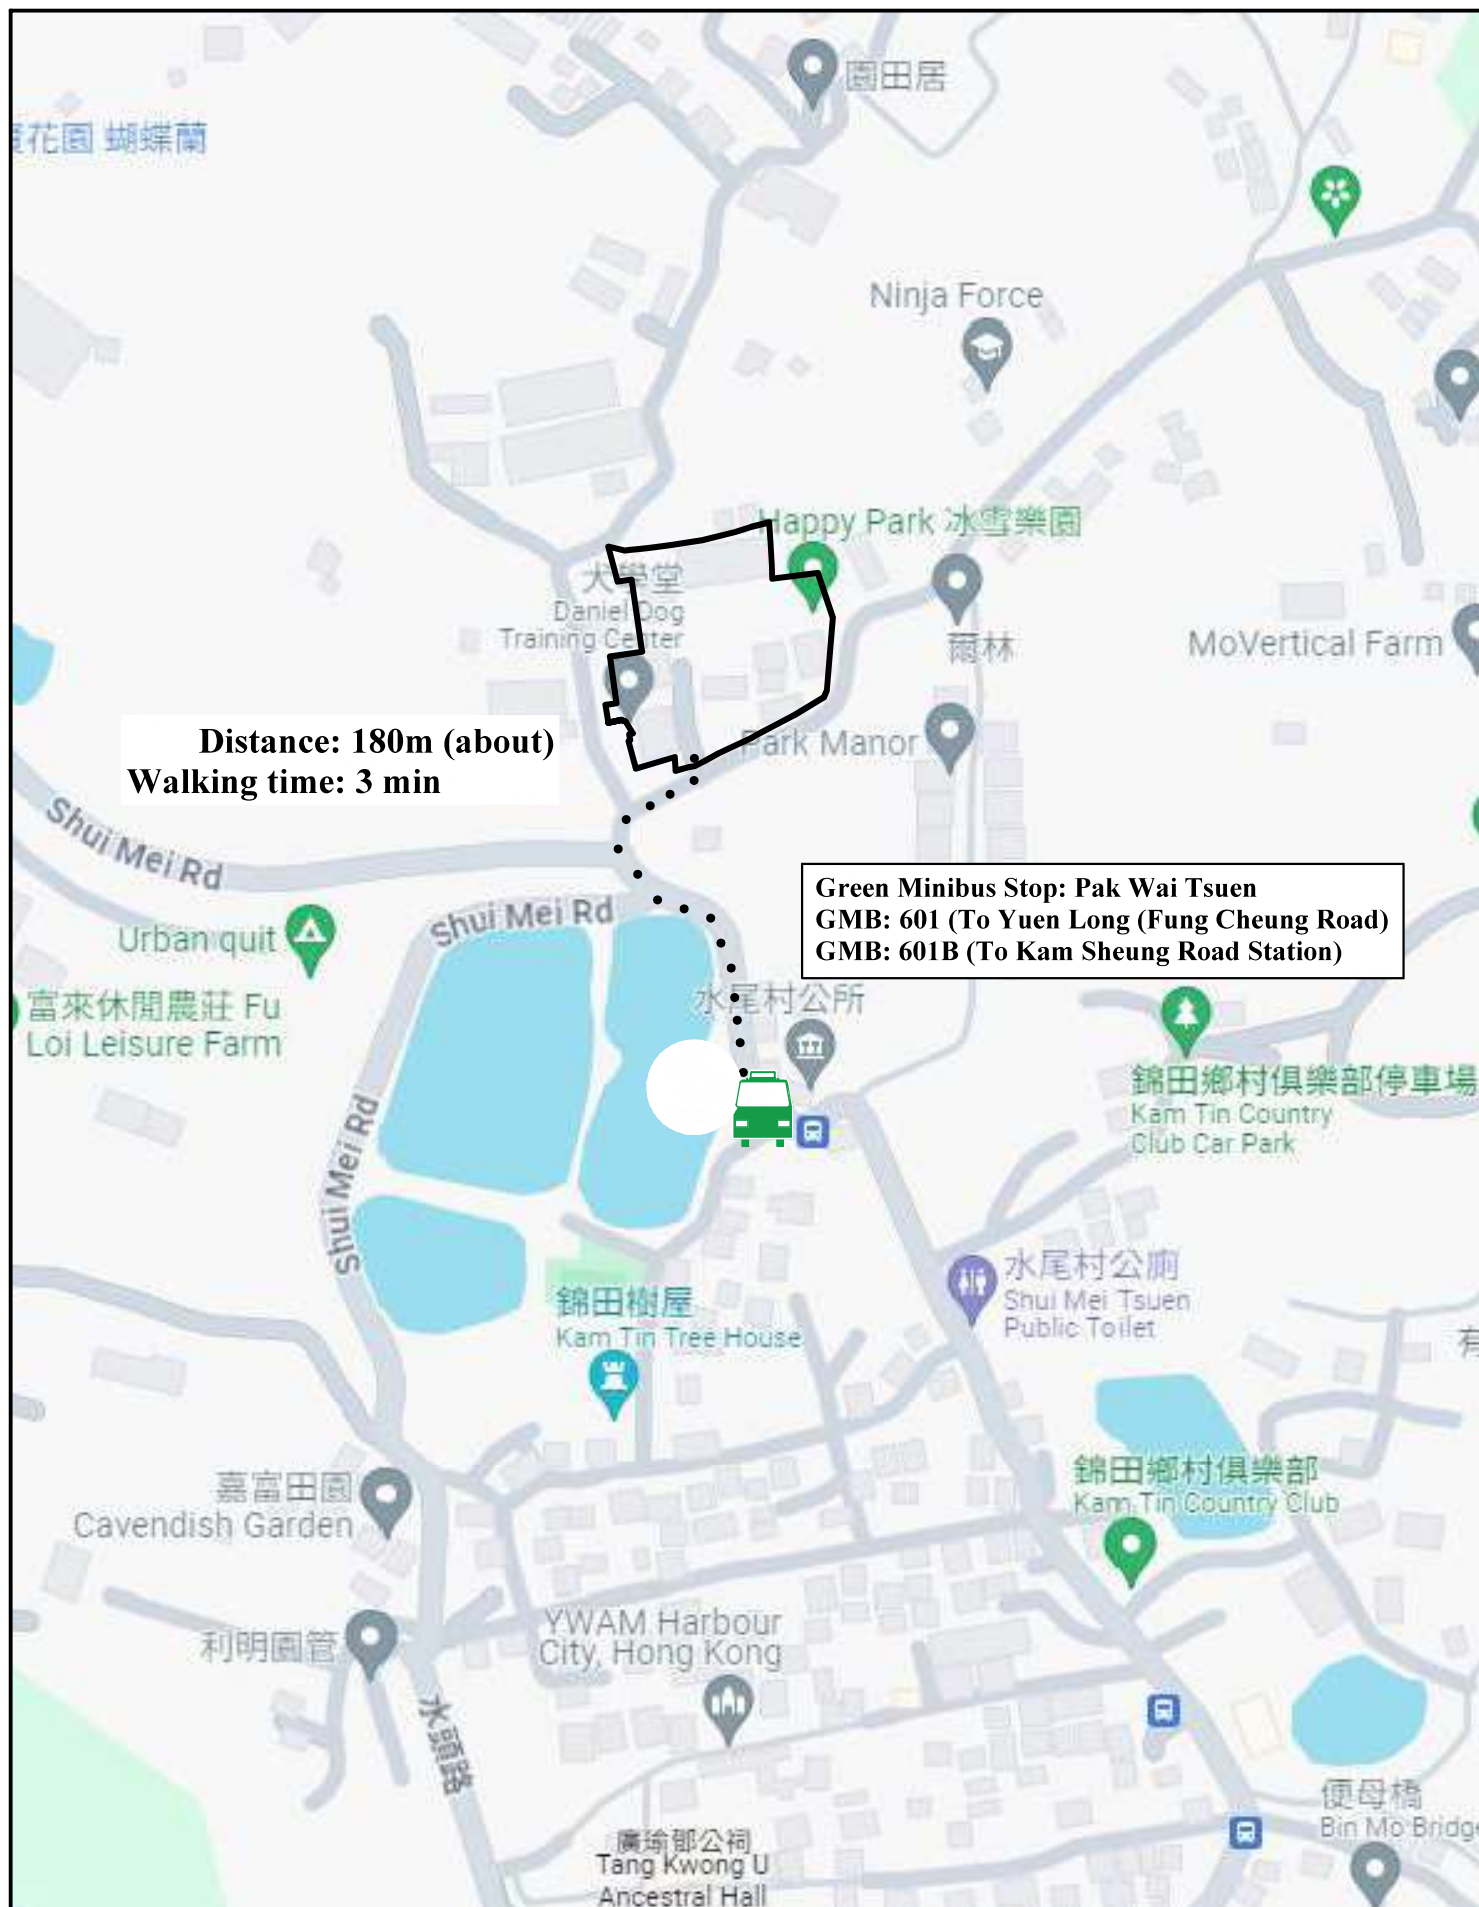 園田居
花園 蝴蝶蘭
Ninja Force
Happy Park 冰雪樂園
犬學堂
Daniel Dog
Training Center
爾林
MoVertical Farm
Distance: 180m (about)
Walking time: 3 min
Park Manor
Shui Mei Rd
Green Minibus Stop: Pak Wai Tsuen
GMB: 601 (To Yuen Long (Fung Cheung Road)
GMB: 601B (To Kam Sheung Road Station)
Shui Mei Rd
Urban quit
水尾村公所
富來休閒農莊 Fu
Loi Leisure Farm
錦田鄉村俱樂部停車場
Kam Tin Country
Club Car Park
Shui Mei Rd
水尾村公廁
Shui Mei Tsuen
Public Toilet
錦田樹屋
Kam Tin Tree House
有
錦田鄉村俱樂部
Kam Tin Country Club
嘉富田園
Cavendish Garden
YWAM Harbour
City, Hong Kong
利明園管
水頭路
便母橋
Bin Mo Bridge
廣瑜鄧公祠
Tang Kwong U
Ancestral Hall